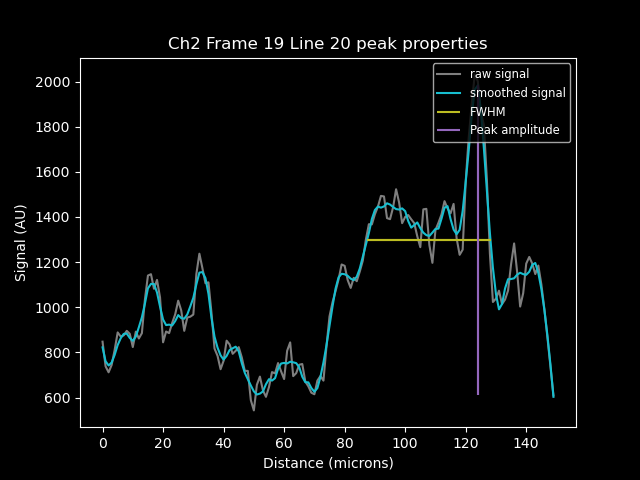 Ch2 Frame 19 Line 20 peak properties
raw signal
smoothed signal
FWHM
Peak amplitude
Signal (AU)
2000
1800
1600
1400
1200
1000
800
600
0 20 40 60 80 100 120 140
Distance (microns)